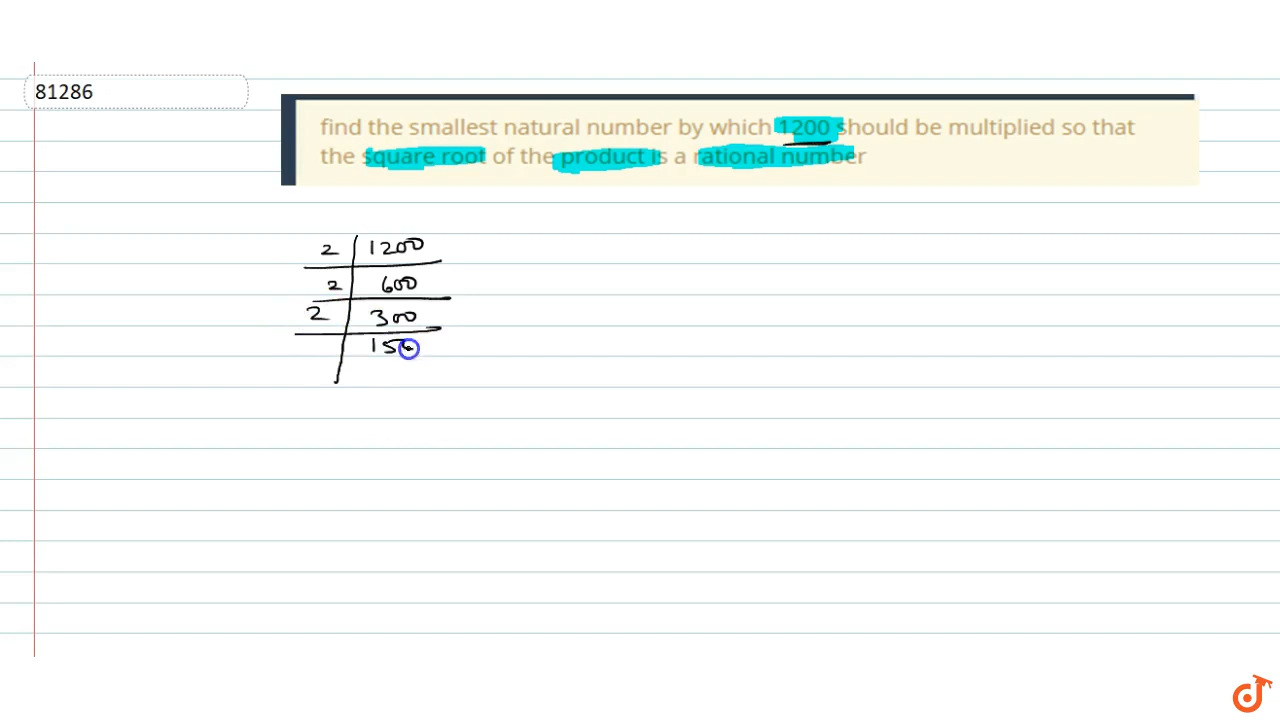 81286
find the smallest natural number by which 1200 should be multiplied so that
the square root of the product is a rational number
2 1200
2 600
2 300
150